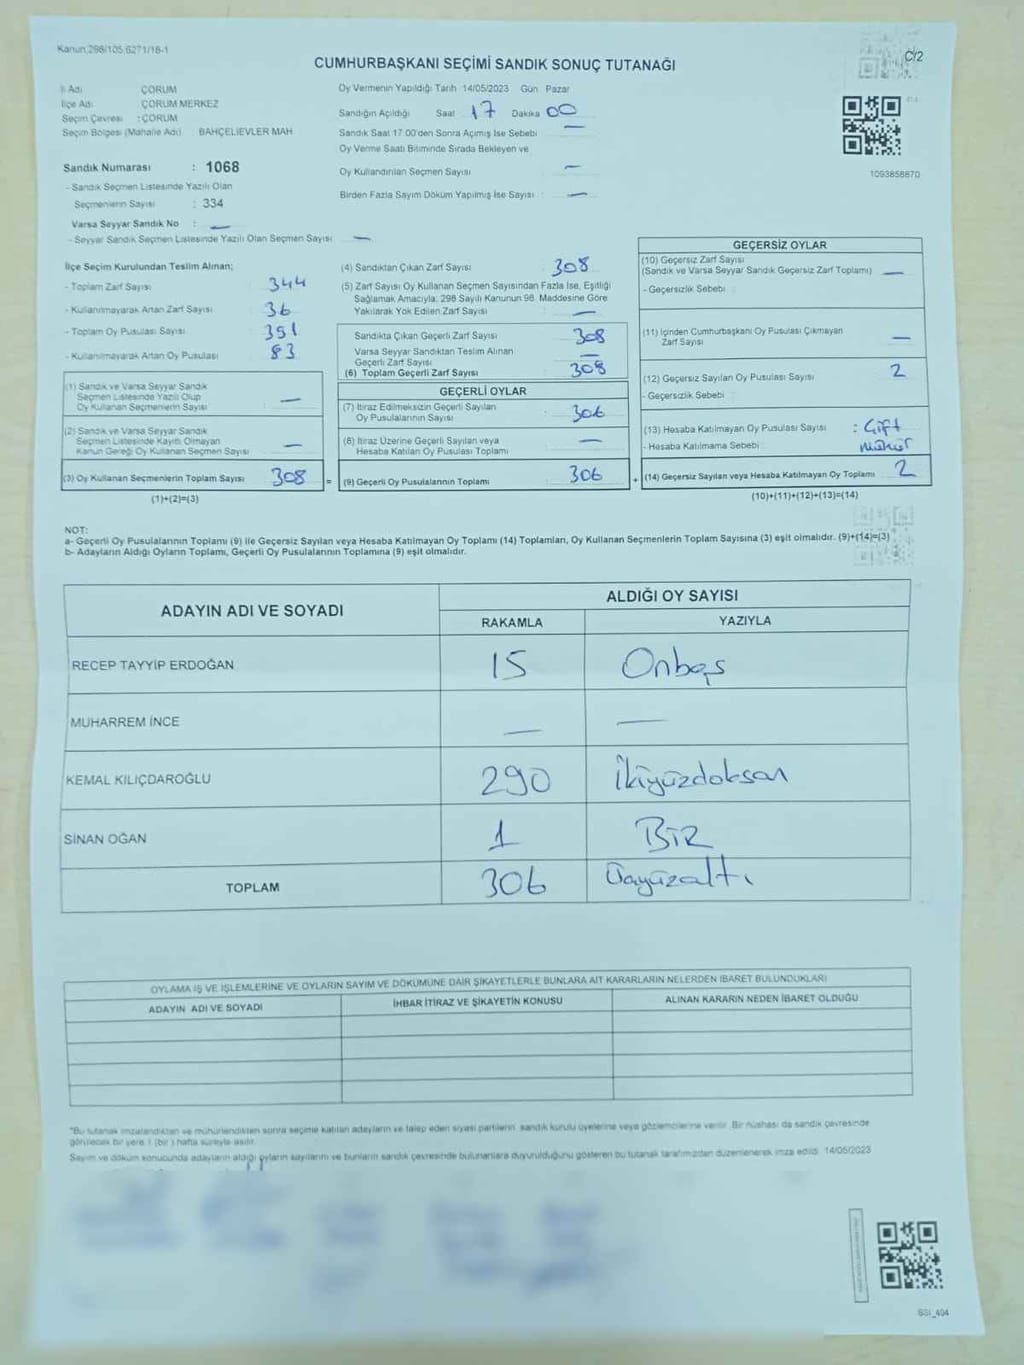 Kanun:298/105,6271/18-1
C/2
CUMHURBAŞKANI SEÇİMİ SANDIK SONUÇ TUTANAĞI
İl Adı ÇORUM
İlçe Adı ÇORUM MERKEZ
Seçim Çevresi : ÇORUM
Seçim Bölgesi (Mahalle Adı) BAHÇELİEVLER MAH
Sandık Numarası : 1068
- Sandık Seçmen Listesinde Yazılı Olan
Seçmenlerin Sayısı : 334
Varsa Seyyar Sandık No : —
- Seyyar Sandık Seçmen Listesinde Yazılı Olan Seçmen Sayısı —
Oy Vermenin Yapıldığı Tarih 14/05/2023 Gün Pazar
Sandığın Açıldığı Saat 17 Dakika 00
Sandık Saat 17.00'den Sonra Açılmış İse Sebebi —
Oy Verme Saati Bitiminde Sırada Bekleyen ve
Oy Kullandırılan Seçmen Sayısı —
Birden Fazla Sayım Döküm Yapılmış İse Sayısı : —
1093858870
İlçe Seçim Kurulundan Teslim Alınan;
- Toplam Zarf Sayısı 344
- Kullanılmayarak Artan Zarf Sayısı 36
- Toplam Oy Pusulası Sayısı 391
- Kullanılmayarak Artan Oy Pusulası 83
(1) Sandık ve Varsa Seyyar Sandık
Seçmen Listesinde Yazılı Olup
Oy Kullanan Seçmenlerin Sayısı —
(2) Sandık ve Varsa Seyyar Sandık
Seçmen Listesinde Kayıtlı Olmayan
Kanun Gereği Oy Kullanan Seçmen Sayısı —
(3) Oy Kullanan Seçmenlerin Toplam Sayısı 308 =
(1)+(2)=(3)
(4) Sandıktan Çıkan Zarf Sayısı 308
(5) Zarf Sayısı Oy Kullanan Seçmen Sayısından Fazla İse, Eşitliği
Sağlamak Amacıyla; 298 Sayılı Kanunun 98. Maddesine Göre
Yakılarak Yok Edilen Zarf Sayısı —
Sandıkta Çıkan Geçerli Zarf Sayısı 308
Varsa Seyyar Sandıktan Teslim Alınan
Geçerli Zarf Sayısı —
(6) Toplam Geçerli Zarf Sayısı 308
GEÇERLİ OYLAR
(7) İtiraz Edilmeksizin Geçerli Sayılan
Oy Pusulalarının Sayısı 306
(8) İtiraz Üzerine Geçerli Sayılan veya
Hesaba Katılan Oy Pusulası Toplamı —
(9) Geçerli Oy Pusulalarının Toplamı 306 +
GEÇERSİZ OYLAR
(10) Geçersiz Zarf Sayısı
(Sandık ve Varsa Seyyar Sandık Geçersiz Zarf Toplamı) —
- Geçersizlik Sebebi
(11) İçinden Cumhurbaşkanı Oy Pusulası Çıkmayan
Zarf Sayısı —
(12) Geçersiz Sayılan Oy Pusulası Sayısı 2
- Geçersizlik Sebebi
(13) Hesaba Katılmayan Oy Pusulası Sayısı : Çift
- Hesaba Katılmama Sebebi mühür
(14) Geçersiz Sayılan veya Hesaba Katılmayan Oy Toplamı 2
(10)+(11)+(12)+(13)=(14)
NOT:
a- Geçerli Oy Pusulalarının Toplamı (9) ile Geçersiz Sayılan veya Hesaba Katılmayan Oy Toplamı (14) Toplamları, Oy Kullanan Seçmenlerin Toplam Sayısına (3) eşit olmalıdır. (9)+(14)=(3)
b- Adayların Aldığı Oyların Toplamı, Geçerli Oy Pusulalarının Toplamına (9) eşit olmalıdır.
ADAYIN ADI VE SOYADI
ALDIĞI OY SAYISI
RAKAMLA YAZIYLA
RECEP TAYYİP ERDOĞAN 15 Onbeş
MUHARREM İNCE — —
KEMAL KILIÇDAROĞLU 290 İkiyüzdoksan
SİNAN OĞAN 1 BİR
TOPLAM 306 Üçyüzaltı
OYLAMA İŞ VE İŞLEMLERİNE VE OYLARIN SAYIM VE DÖKÜMÜNE DAİR ŞİKAYETLERLE BUNLARA AİT KARARLARIN NELERDEN İBARET BULUNDUKLARI
ADAYIN ADI VE SOYADI İHBAR İTİRAZ VE ŞİKAYETİN KONUSU ALINAN KARARIN NEDEN İBARET OLDUĞU
"Bu tutanak imzalandıktan ve mühürlendikten sonra seçime katılan adayların ve talep eden siyasi partilerin sandık kurulu üyelerine veya gözlemcilerine verilir. Bir nüshası da sandık çevresinde
görülecek bir yere 1 (bir ) hafta süreyle asılır.
Sayım ve döküm sonucunda adayların aldığı oyların sayılarını ve bunların sandık çevresinde bulunanlara duyurulduğunu gösteren bu tutanak tarafımızdan düzenlenerek imza edildi. 14/05/2023
SSI_404